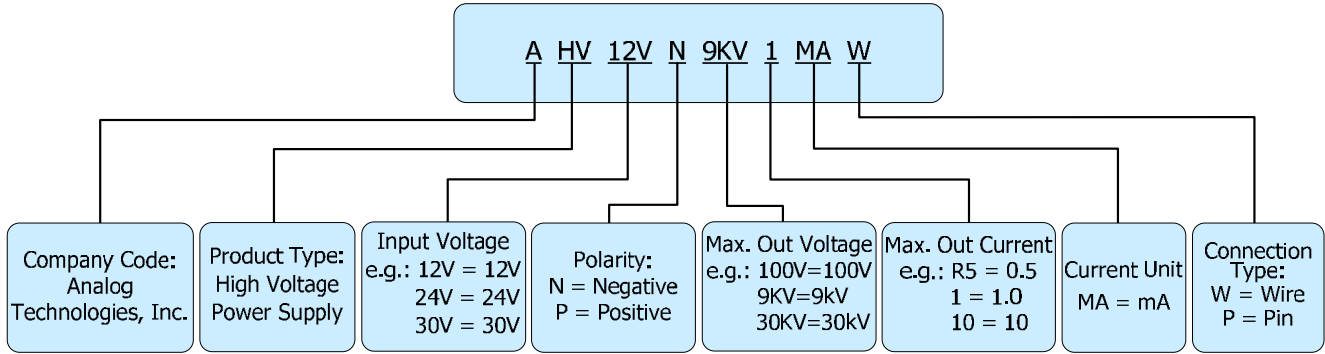 A HV 12V N 9KV 1 MA W
Company Code:
Analog
Technologies, Inc.
Product Type:
High Voltage
Power Supply
Input Voltage
e.g.: 12V = 12V
24V = 24V
30V = 30V
Polarity:
N = Negative
P = Positive
Max. Out Voltage
e.g.: 100V=100V
9KV=9kV
30KV=30kV
Max. Out Current
e.g.: R5 = 0.5
1 = 1.0
10 = 10
Current Unit
MA = mA
Connection
Type:
W = Wire
P = Pin